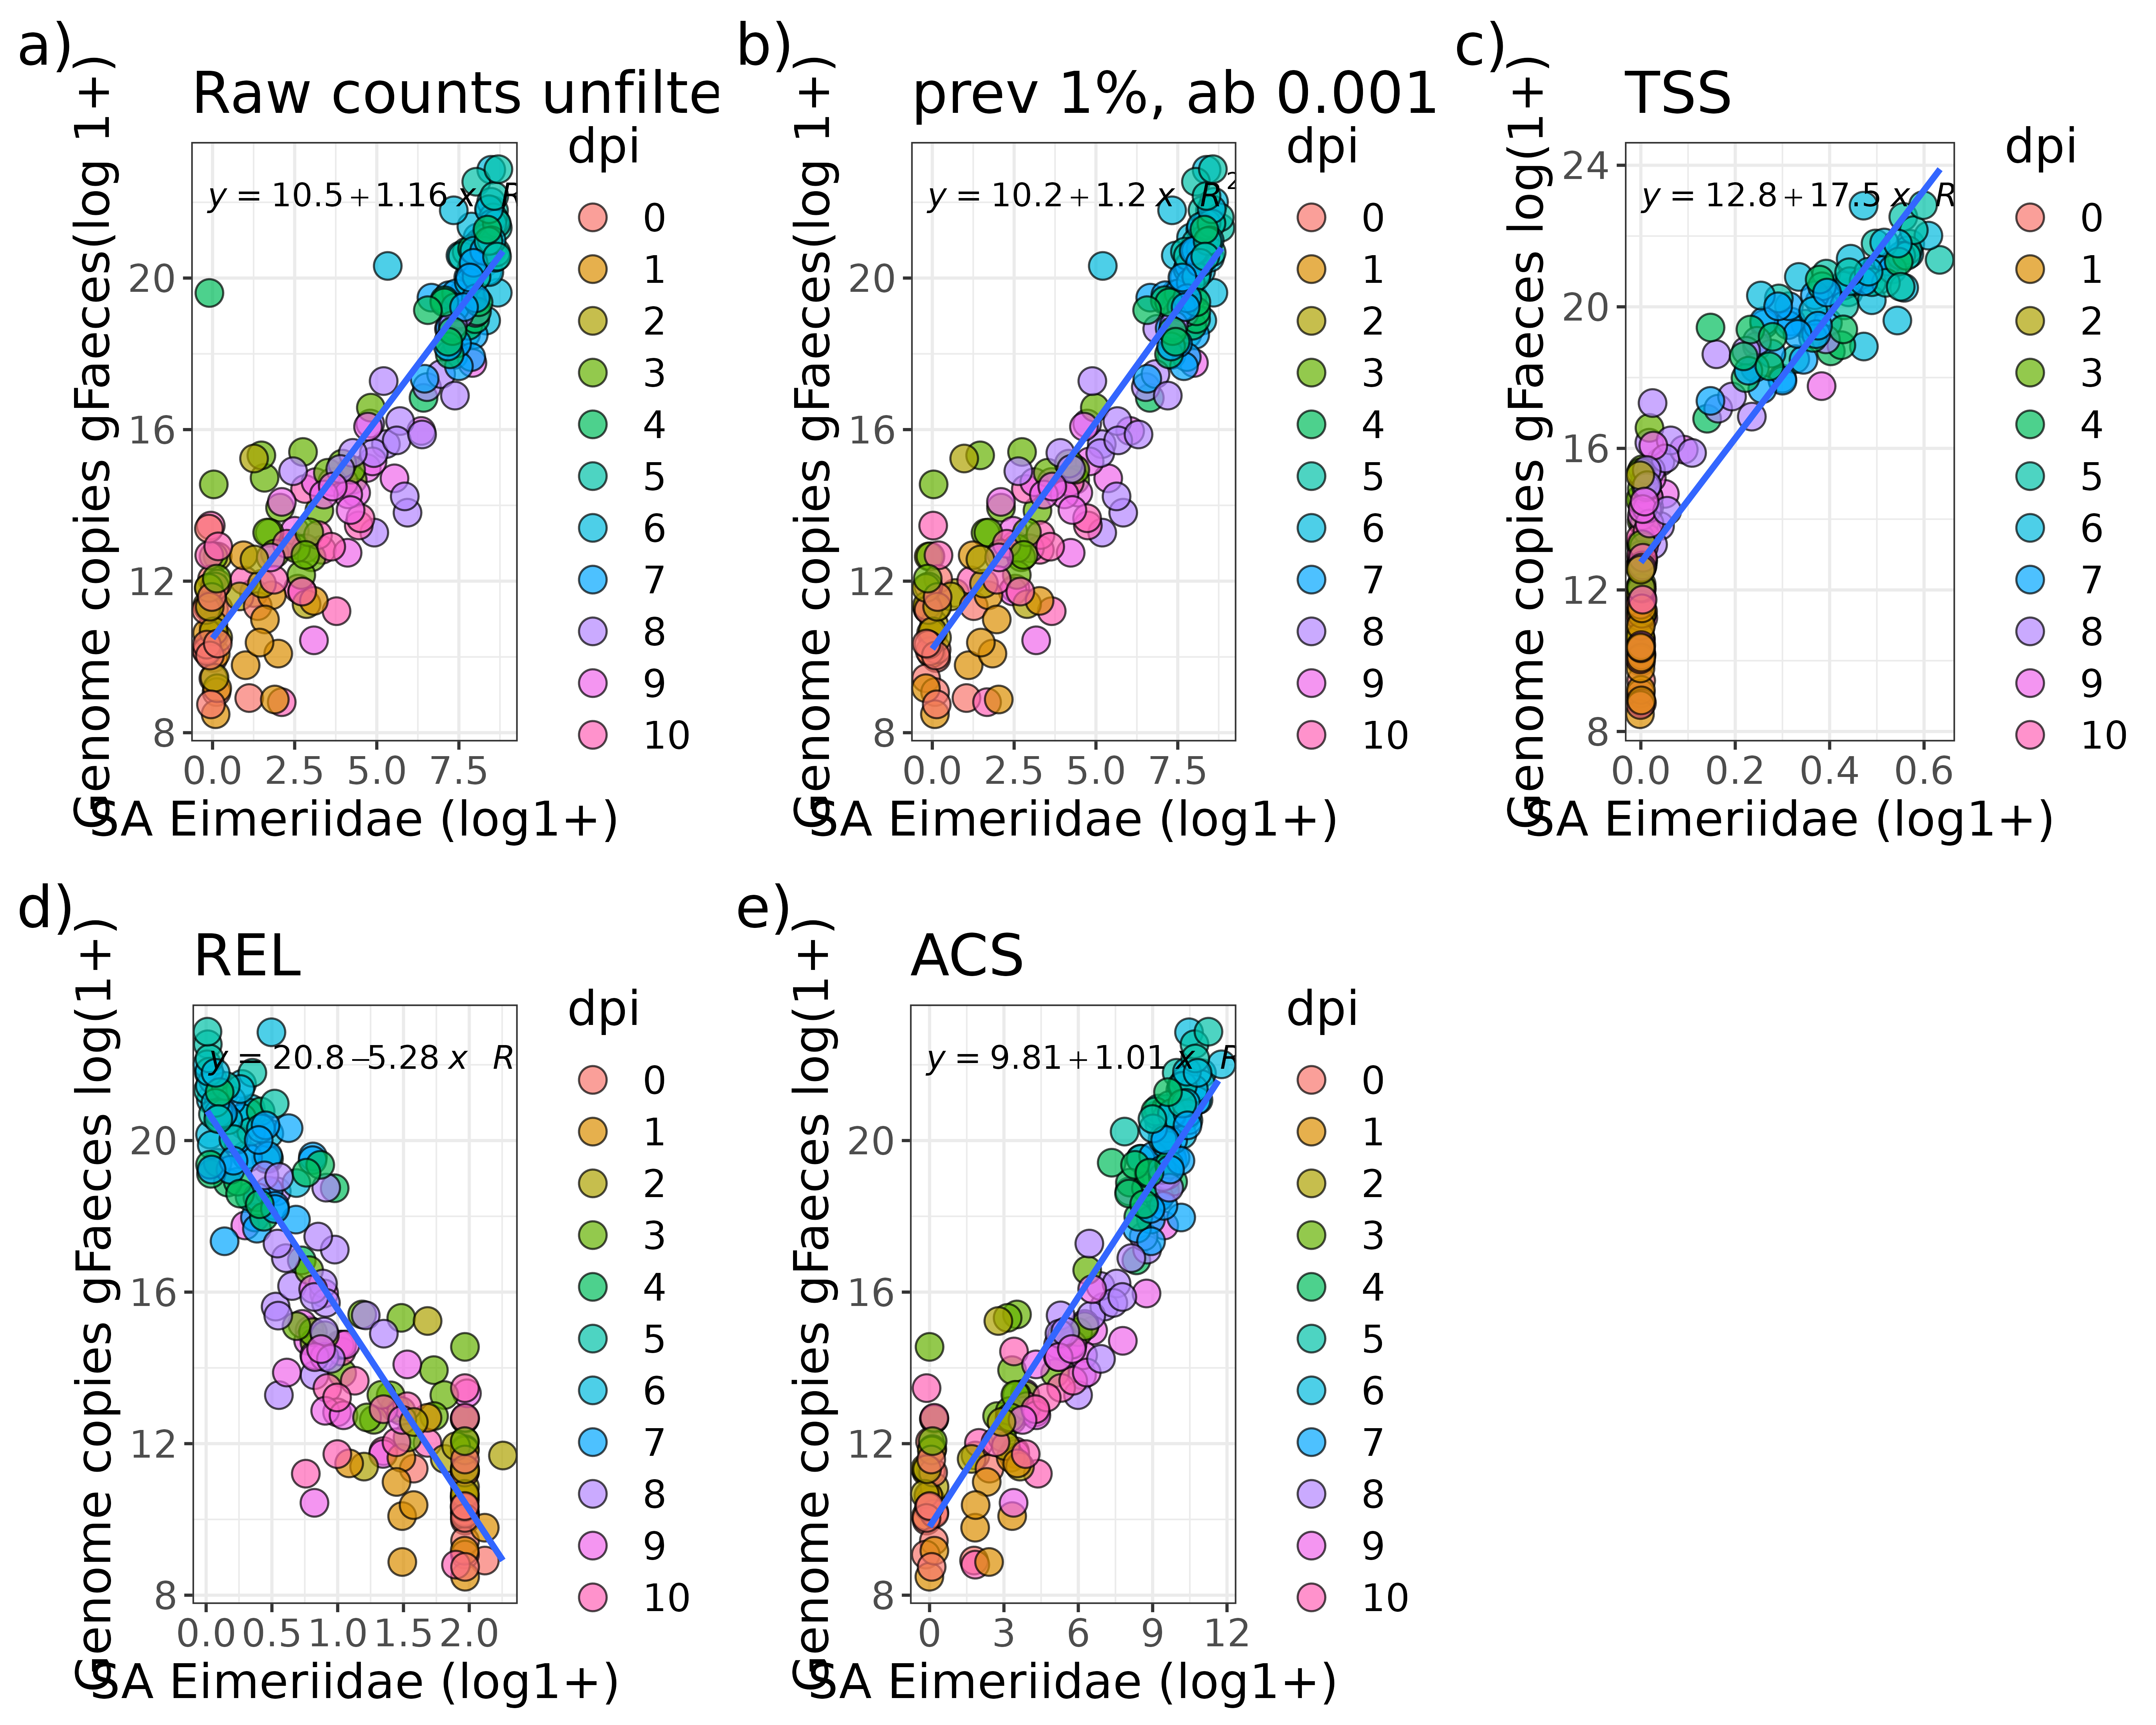 a)
Raw counts unfilte
Genome copies gFaeces(log 1+)
y = 10.5+1.16 x R
20
16
12
8
0.0 2.5 5.0 7.5
SA Eimeriidae (log1+)
dpi
0
1
2
3
4
5
6
7
8
9
10
b)
prev 1%, ab 0.001
Genome copies gFaeces(log 1+)
y = 10.2+1.2 x R²
20
16
12
8
0.0 2.5 5.0 7.5
SA Eimeriidae (log1+)
dpi
0
1
2
3
4
5
6
7
8
9
10
c)
TSS
Genome copies gFaeces log(1+)
y = 12.8+17.5 x R
24
20
16
12
8
0.0 0.2 0.4 0.6
SA Eimeriidae (log1+)
dpi
0
1
2
3
4
5
6
7
8
9
10
d)
REL
Genome copies gFaeces log(1+)
y = 20.8−5.28 x R
20
16
12
8
0.0 0.5 1.0 1.5 2.0
SA Eimeriidae (log1+)
dpi
0
1
2
3
4
5
6
7
8
9
10
e)
ACS
Genome copies gFaeces log(1+)
y = 9.81+1.01 x R
20
16
12
8
0 3 6 9 12
SA Eimeriidae (log1+)
dpi
0
1
2
3
4
5
6
7
8
9
10